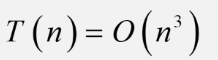 T(n) = O(n³)